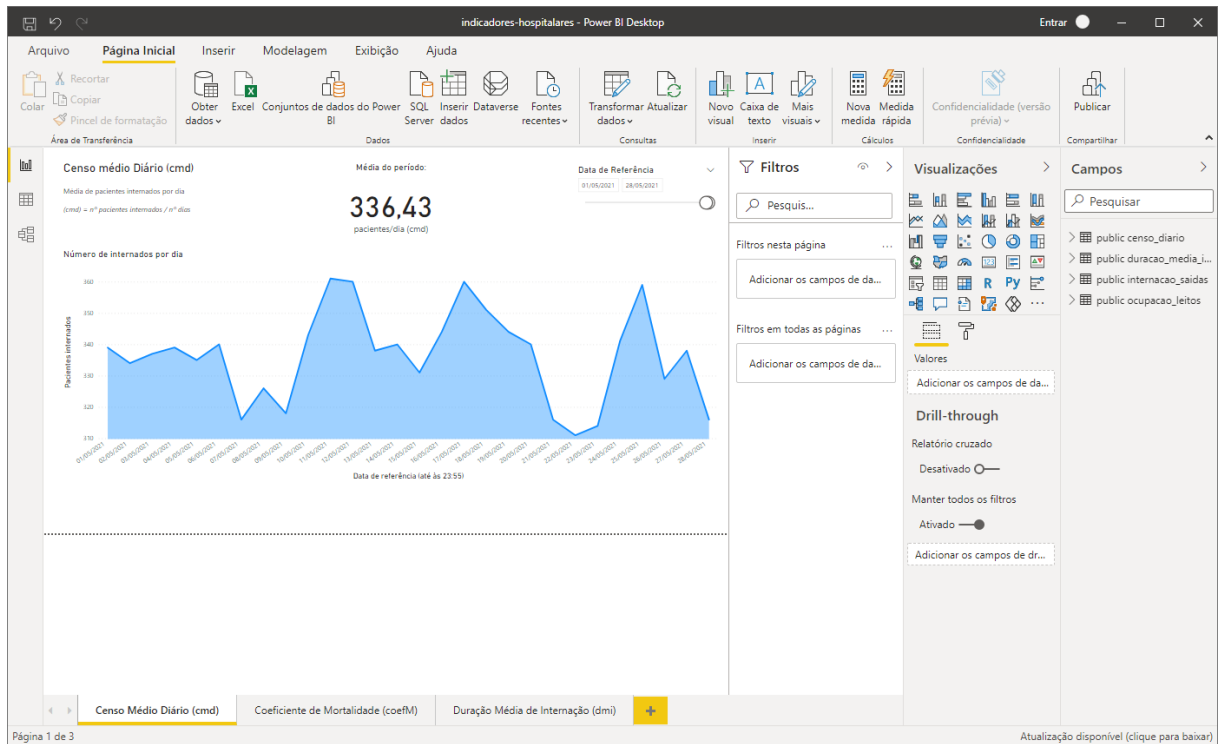 indicadores-hospitalares - Power BI Desktop
Entrar
Arquivo
Página Inicial
Inserir
Modelagem
Exibição
Ajuda
Colar
Recortar
Copiar
Pincel de formatação
Área de Transferência
Obter dados
Excel
Conjuntos de dados do Power BI
SQL Server
Inserir dados
Dataverse
Fontes recentes
Dados
Transformar dados
Atualizar
Consultas
Novo visual
Caixa de texto
Mais visuais
Inserir
Nova medida
Medida rápida
Cálculos
Confidencialidade (versão prévia)
Confidencialidade
Publicar
Compartilhar
Censo médio Diário (cmd)
Média de pacientes internados por dia
(cmd) = nº pacientes internados / nº dias
Média do período:
336,43
pacientes/dia (cmd)
Data de Referência
01/05/2021
28/05/2021
Número de internados por dia
Pacientes internados
360
350
340
330
320
310
01/05/2021
02/05/2021
03/05/2021
04/05/2021
05/05/2021
06/05/2021
07/05/2021
08/05/2021
09/05/2021
10/05/2021
11/05/2021
12/05/2021
13/05/2021
14/05/2021
15/05/2021
16/05/2021
17/05/2021
18/05/2021
19/05/2021
20/05/2021
21/05/2021
22/05/2021
23/05/2021
24/05/2021
25/05/2021
26/05/2021
27/05/2021
28/05/2021
Data de referência (até às 23:55)
Filtros
Pesquis...
Filtros nesta página
...
Adicionar os campos de da...
Filtros em todas as páginas
...
Adicionar os campos de da...
Visualizações
123
R
Py
...
Valores
Adicionar os campos de da...
Drill-through
Relatório cruzado
Desativado
Manter todos os filtros
Ativado
Adicionar os campos de dr...
Campos
Pesquisar
public censo_diario
public duracao_media_i...
public internacao_saidas
public ocupacao_leitos
Censo Médio Diário (cmd)
Coeficiente de Mortalidade (coefM)
Duração Média de Internação (dmi)
+
Página 1 de 3
Atualização disponível (clique para baixar)